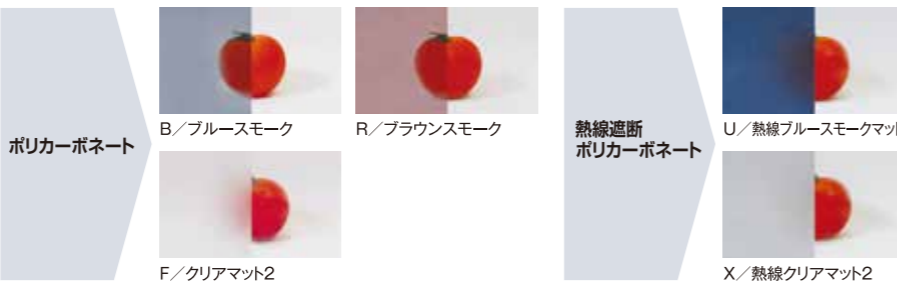 ポリカーボネート
B／ブルースモーク
R／ブラウンスモーク
F／クリアマット2
熱線遮断
ポリカーボネート
U／熱線ブルースモークマッ
X／熱線クリアマット2